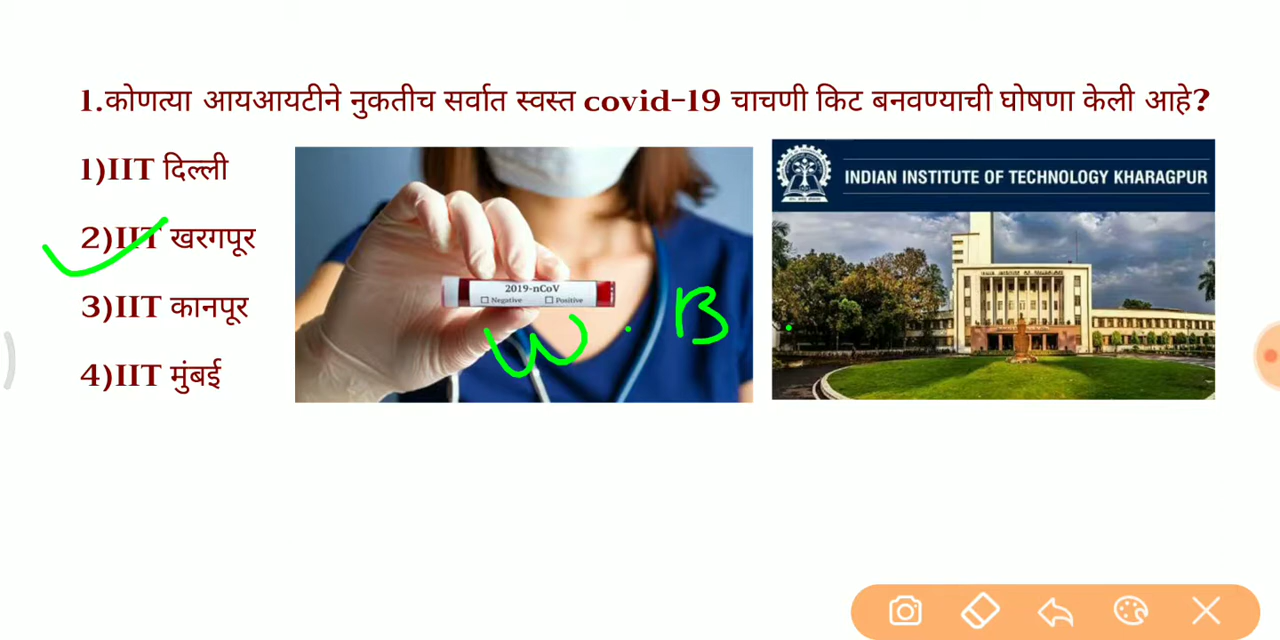 1.कोणत्या आयआयटीने नुकतीच सर्वात स्वस्त covid-19 चाचणी किट बनवण्याची घोषणा केली आहे?
1)IIT दिल्ली
2)IIT खरगपूर
3)IIT कानपूर
4)IIT मुंबई
2019-nCoV
Negative Positive
W.B
INDIAN INSTITUTE OF TECHNOLOGY KHARAGPUR